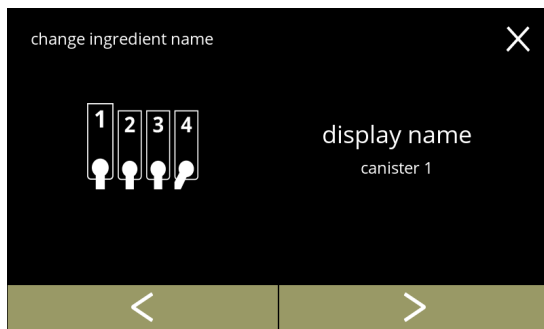 change ingredient name
1 2 3 4
display name
canister 1